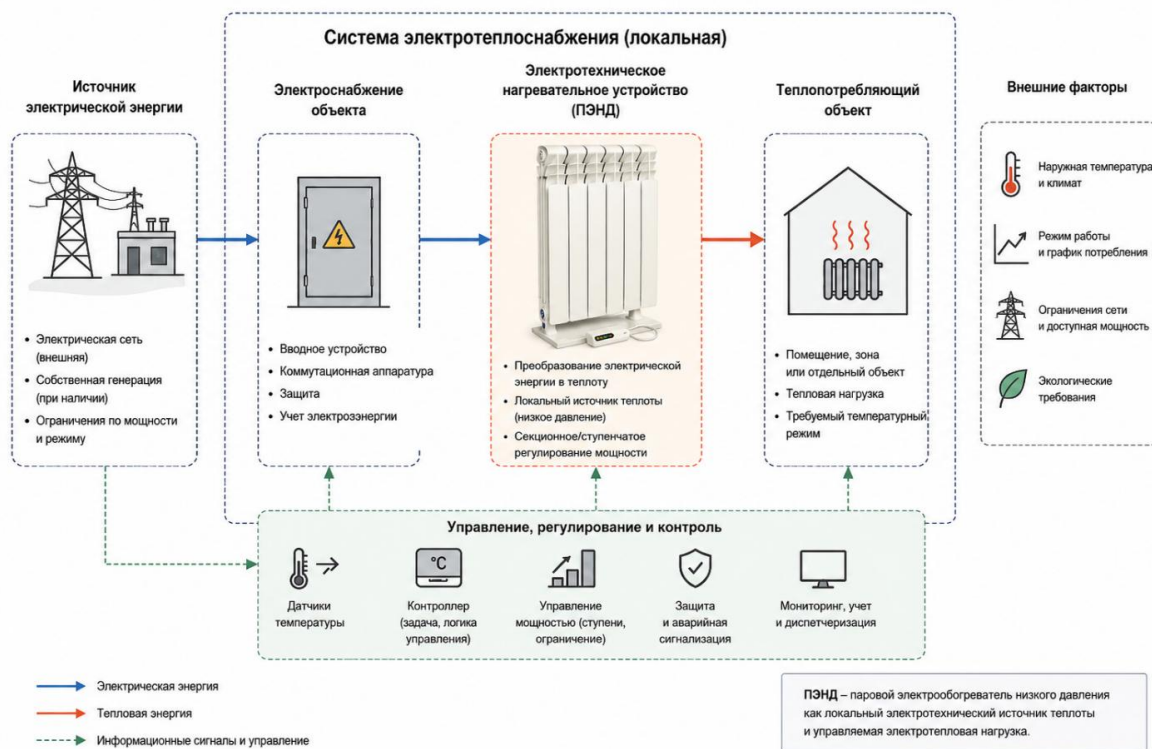 Система электротеплоснабжения (локальная)
Источник
электрической энергии
Электроснабжение
объекта
Электротехническое
нагревательное устройство
(ПЭНД)
Теплопотребляющий
объект
Внешние факторы
• Электрическая сеть
(внешняя)
• Собственная генерация
(при наличии)
• Ограничения по мощности
и режиму
• Вводное устройство
• Коммутационная аппаратура
• Защита
• Учет электроэнергии
• Преобразование электрической
энергии в теплоту
• Локальный источник теплоты
(низкое давление)
• Секционное/ступенчатое
регулирование мощности
• Помещение, зона
или отдельный объект
• Тепловая нагрузка
• Требуемый температурный
режим
Наружная температура
и климат
Режим работы
и график потребления
Ограничения сети
и доступная мощность
Экологические
требования
Управление, регулирование и контроль
°C
Датчики
температуры
Контроллер
(задача, логика
управления)
Управление
мощностью (ступени,
ограничение)
Защита
и аварийная
сигнализация
Мониторинг, учет
и диспетчеризация
Электрическая энергия
Тепловая энергия
Информационные сигналы и управление
ПЭНД – паровой электрообогреватель низкого давления
как локальный электротехнический источник теплоты
и управляемая электротепловая нагрузка.